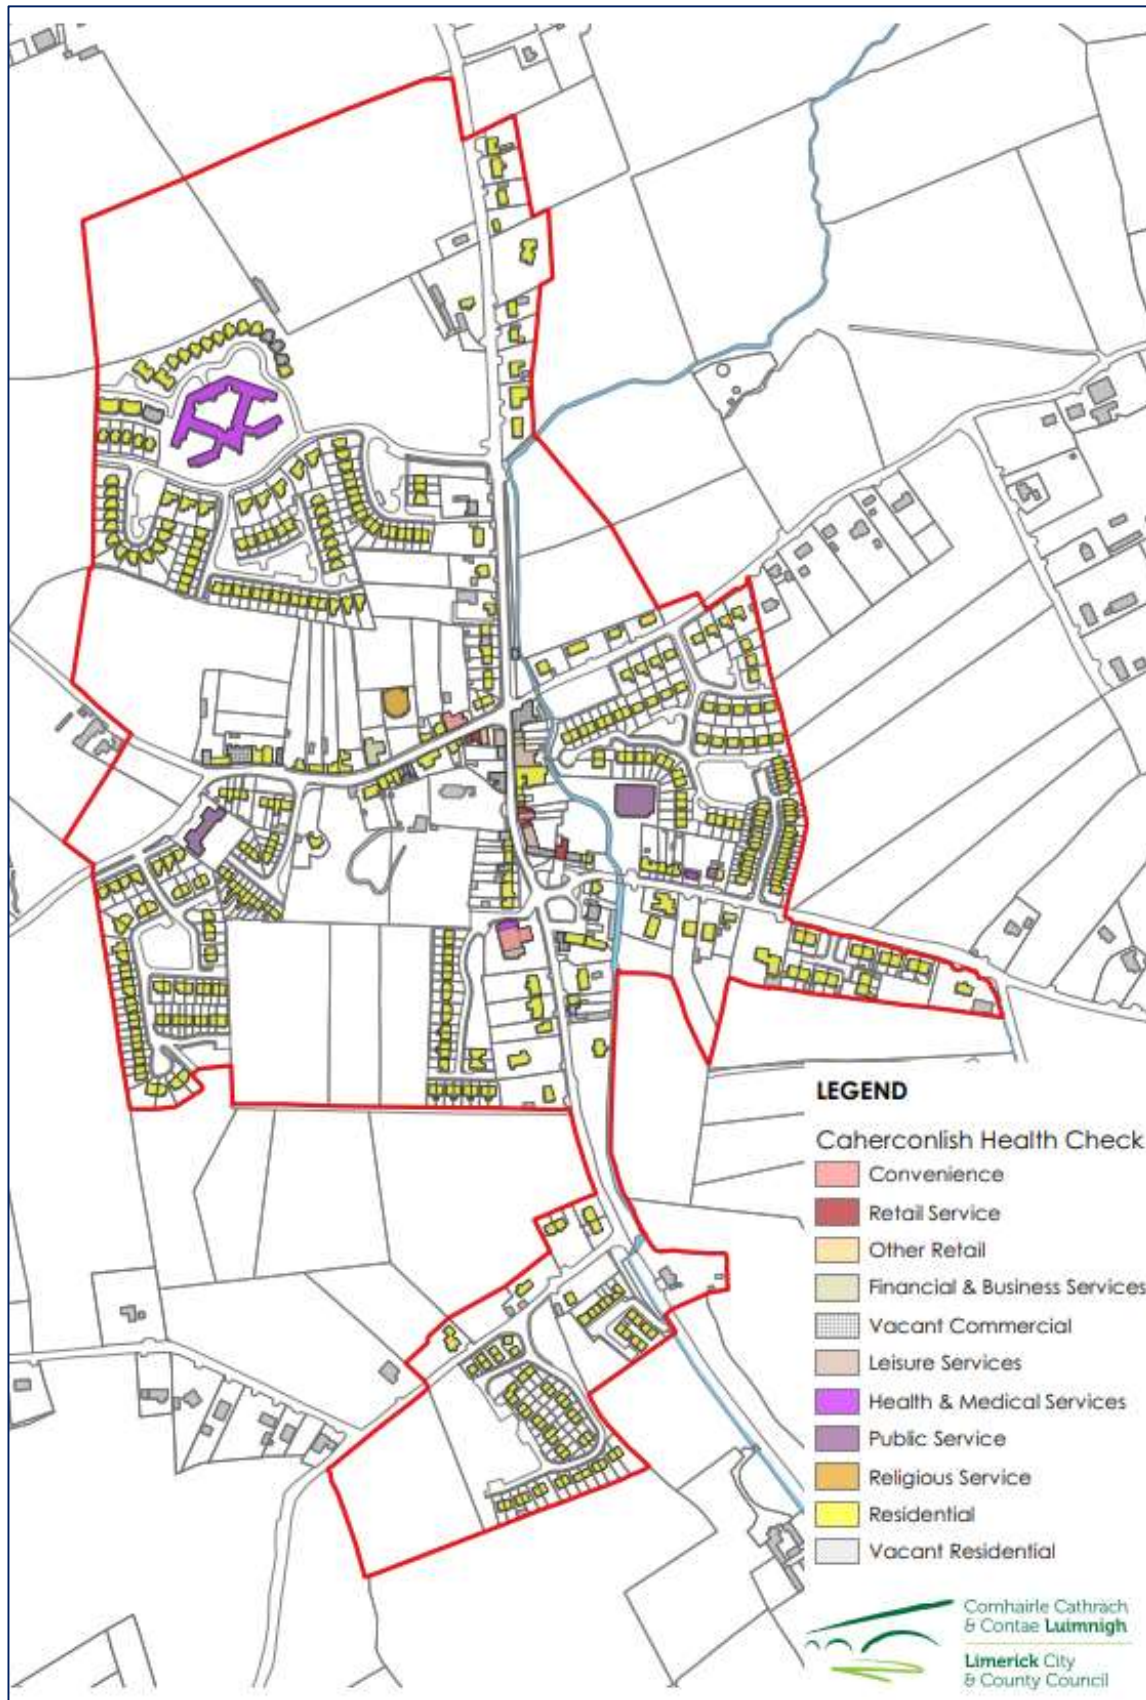 LEGEND
Caherconlish Health Check
Convenience
Retail Service
Other Retail
Financial & Business Services
Vacant Commercial
Leisure Services
Health & Medical Services
Public Service
Religious Service
Residential
Vacant Residential
Comhairle Cathrach
& Contae Luimnigh
Limerick City
& County Council